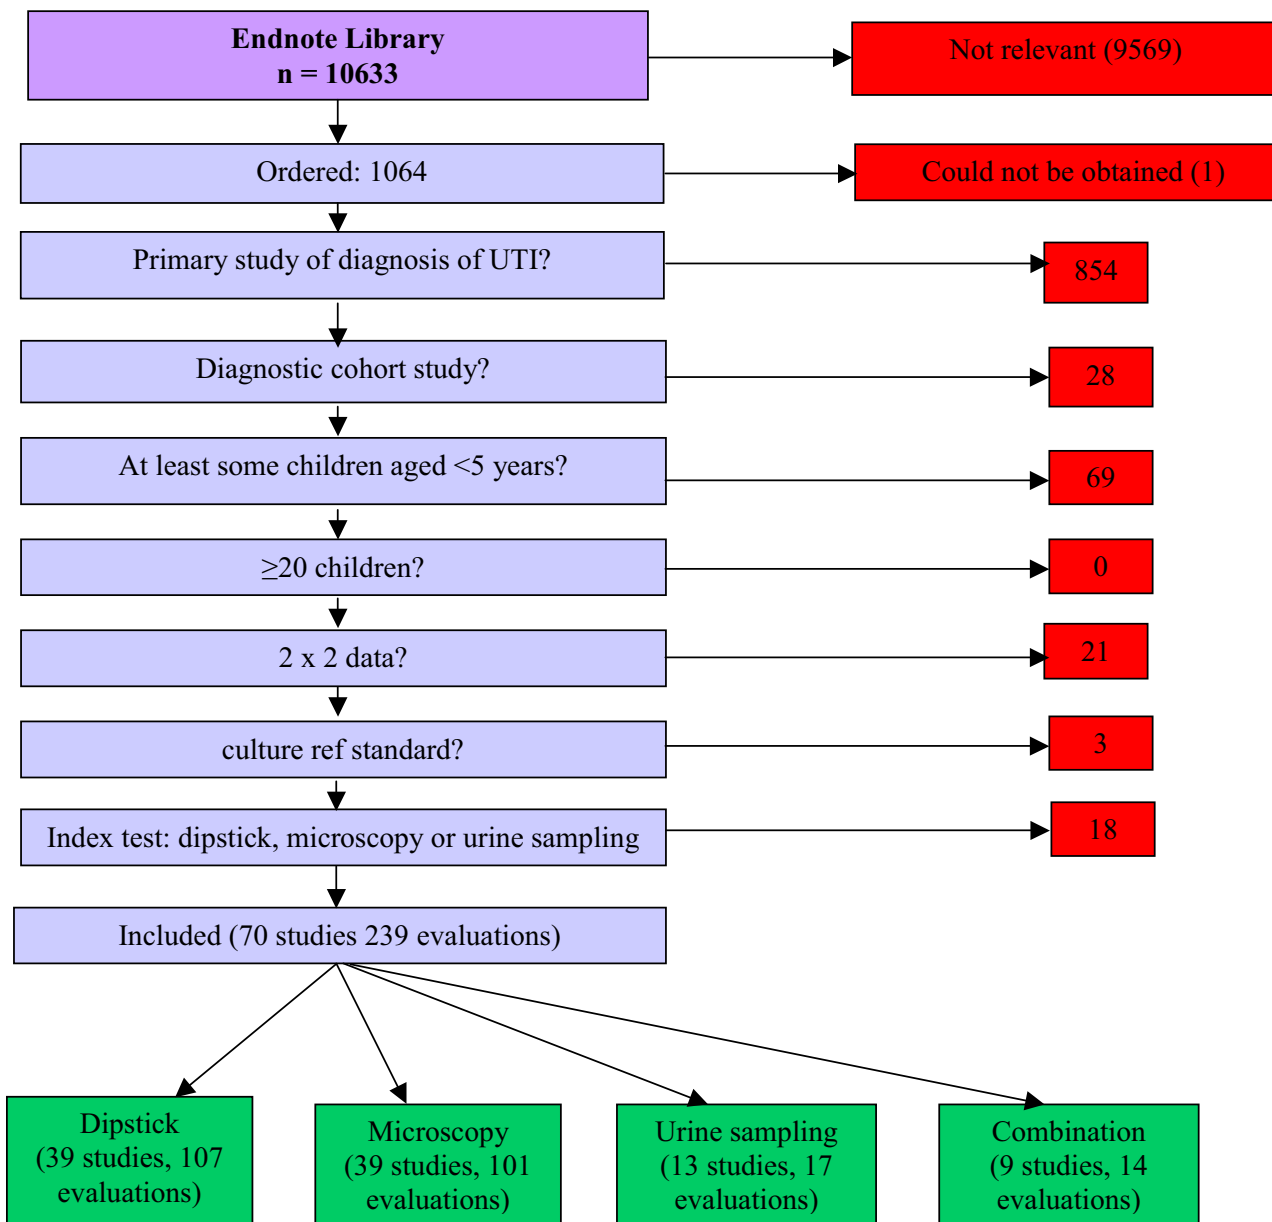 Endnote Library
n = 10633
Not relevant (9569)
Ordered: 1064
Could not be obtained (1)
Primary study of diagnosis of UTI?
854
Diagnostic cohort study?
28
At least some children aged <5 years?
69
≥20 children?
0
2 x 2 data?
21
culture ref standard?
3
Index test: dipstick, microscopy or urine sampling
18
Included (70 studies 239 evaluations)
Dipstick
(39 studies, 107
evaluations)
Microscopy
(39 studies, 101
evaluations)
Urine sampling
(13 studies, 17
evaluations)
Combination
(9 studies, 14
evaluations)